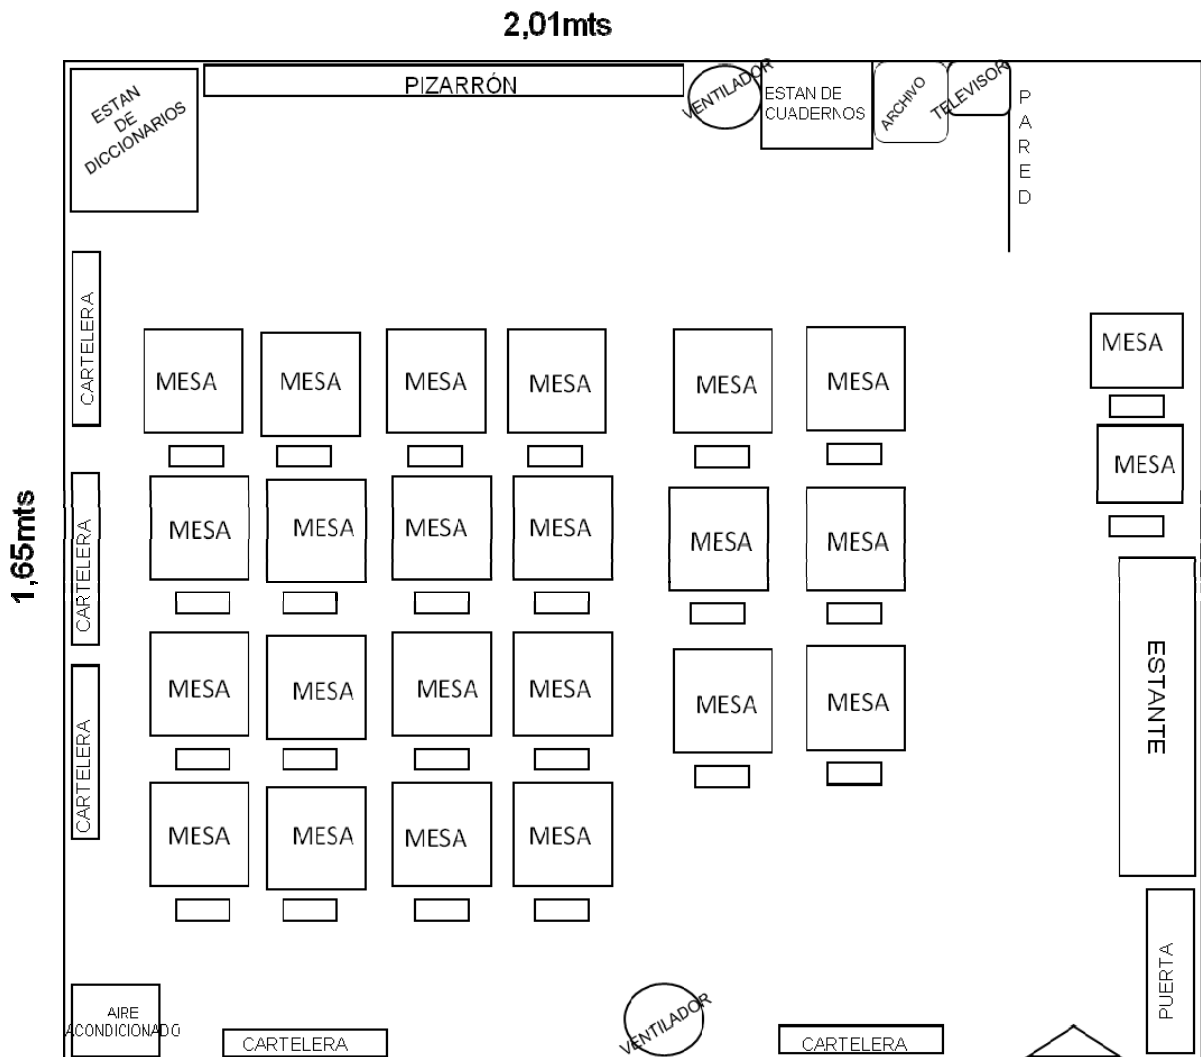 2,01mts
PIZARRÓN
ESTAN
DE
DICCIONARIOS
VENTILADOR
ESTAN DE
CUADERNOS
ARCHIVO
TELEVISOR
PARED
CARTELERA
MESA
MESA
MESA
MESA
MESA
MESA
MESA
MESA
1,65mts
CARTELERA
MESA
MESA
MESA
MESA
MESA
MESA
CARTELERA
MESA
MESA
MESA
MESA
MESA
MESA
ESTANTE
MESA
MESA
MESA
MESA
PUERTA
AIRE
ACONDICIONADO
CARTELERA
VENTILADOR
CARTELERA